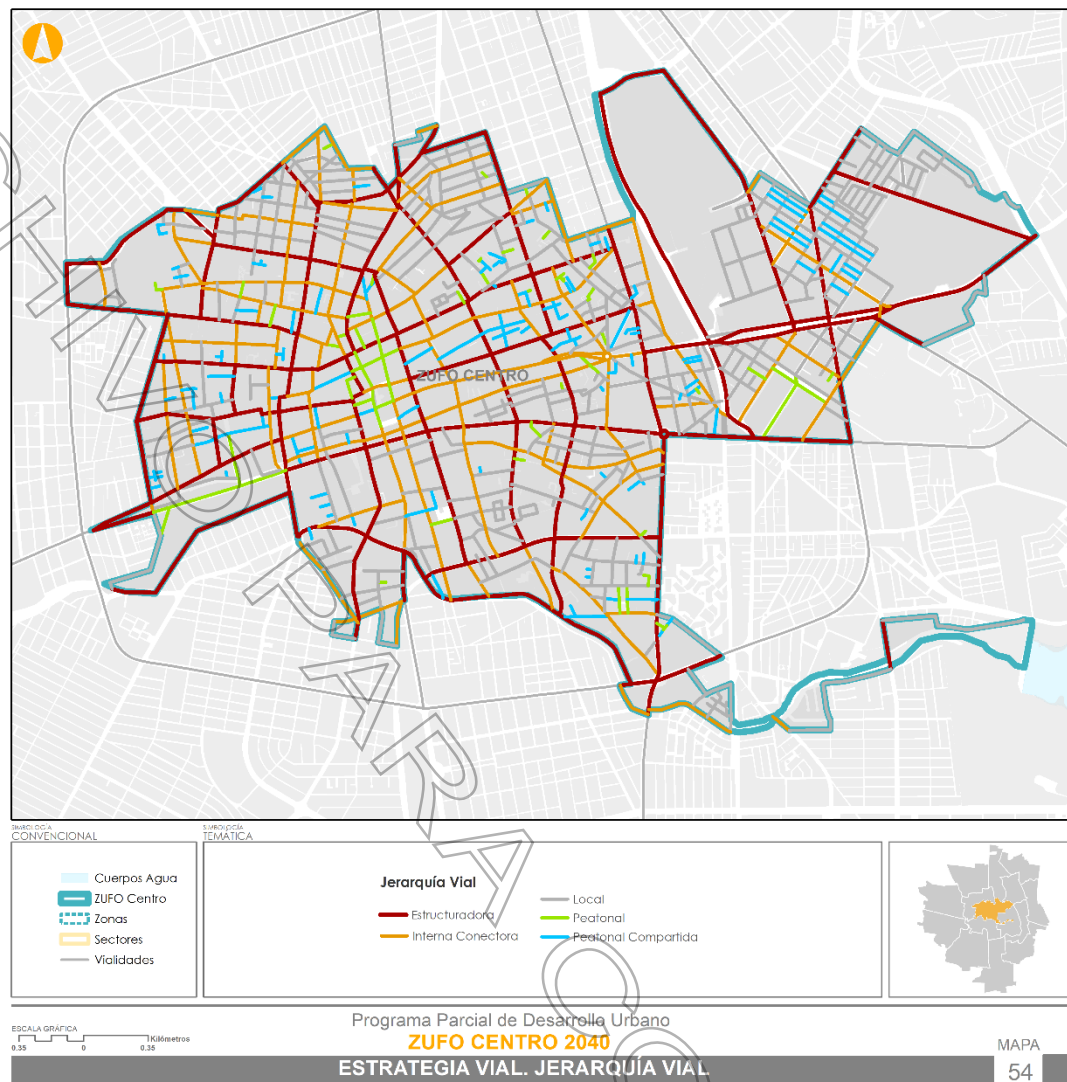 ZUFO CENTRO
SIMBOLOGÍA
CONVENCIONAL
Cuerpos Agua
ZUFO Centro
Zonas
Sectores
Vialidades
SIMBOLOGÍA
TEMÁTICA
Jerarquía Vial
Estructuradora
Interna Conectora
Local
Peatonal
Peatonal Compartida
ESCALA GRÁFICA
Kilómetros
0.35 0 0.35
Programa Parcial de Desarrollo Urbano
ZUFO CENTRO 2040
ESTRATEGIA VIAL. JERARQUÍA VIAL
MAPA
54